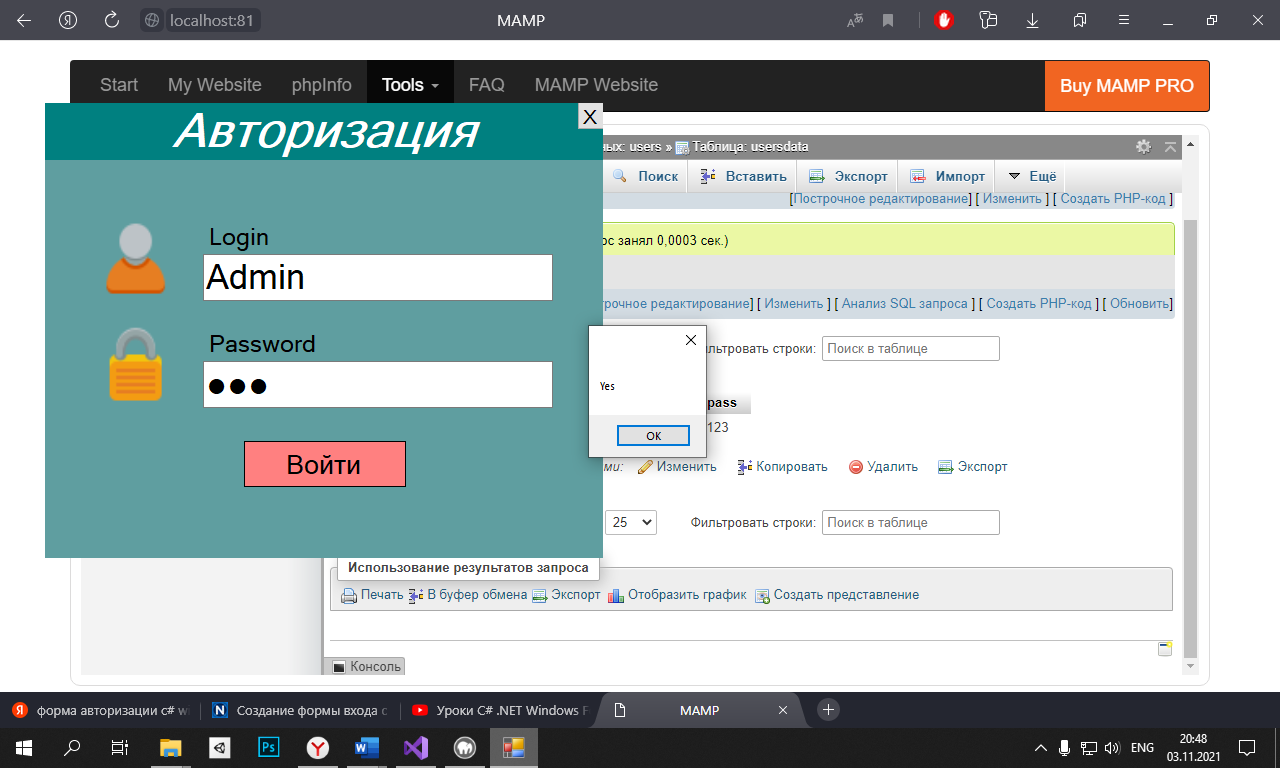 localhost:81
MAMP
Start My Website phpInfo Tools FAQ MAMP Website Buy MAMP PRO
Авторизация X
ных: users » Таблица: usersdata
Поиск Вставить Экспорт Импорт Ещё
[Построчное редактирование] [ Изменить ] [ Создать PHP-код ]
Login
ос занял 0,0003 сек.)
Admin
трочное редактирование] [ Изменить ] [ Анализ SQL запроса ] [ Создать PHP-код ] [ Обновить]
Password
льтровать строки: Поиск в таблице
●●●
Yes
pass
123
OK
Войти
ми: Изменить Копировать Удалить Экспорт
25 Фильтровать строки: Поиск в таблице
Использование результатов запроса
Печать В буфер обмена Экспорт Отобразить график Создать представление
Консоль
форма авторизации c# w Создание формы входа с Уроки C# .NET Windows F MAMP
ENG 20:48
03.11.2021